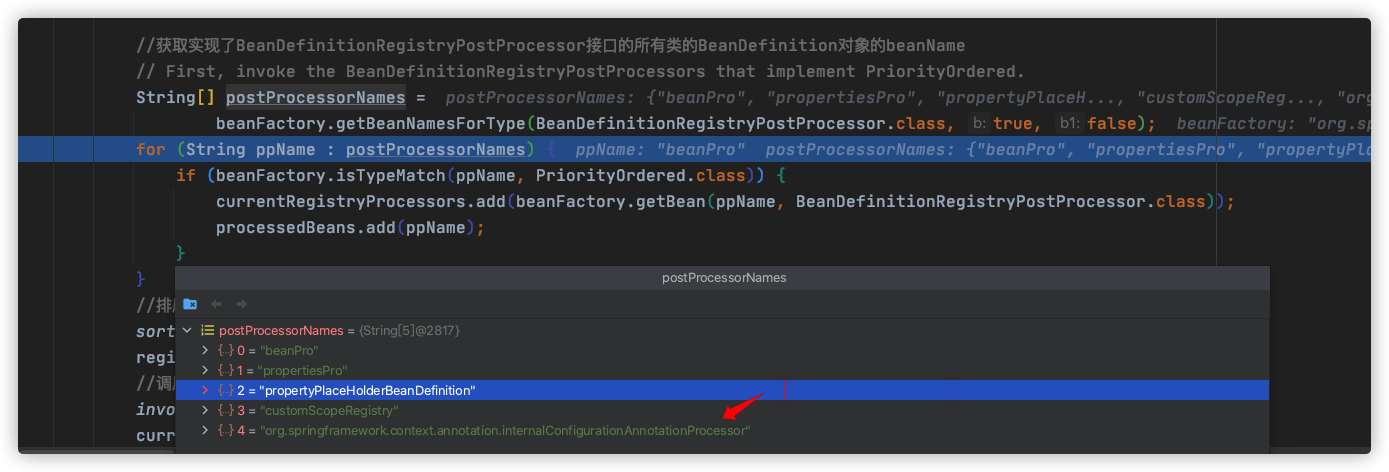 //获取实现了BeanDefinitionRegistryPostProcessor接口的所有类的BeanDefinition对象的beanName
// First, invoke the BeanDefinitionRegistryPostProcessors that implement PriorityOrdered.
String[] postProcessorNames = postProcessorNames: {"beanPro", "propertiesPro", "propertyPlaceH..., "customScopeReg..., "org
beanFactory.getBeanNamesForType(BeanDefinitionRegistryPostProcessor.class, b: true, b1: false); beanFactory: "org.sp
for (String ppName : postProcessorNames) { ppName: "beanPro" postProcessorNames: {"beanPro", "propertiesPro", "propertyPla
if (beanFactory.isTypeMatch(ppName, PriorityOrdered.class)) {
currentRegistryProcessors.add(beanFactory.getBean(ppName, BeanDefinitionRegistryPostProcessor.class));
processedBeans.add(ppName);
}
}
//排
sort
regi
//调
invo
curr
postProcessorNames
postProcessorNames = {String[5]@2817}
{..} 0 = "beanPro"
{..} 1 = "propertiesPro"
{..} 2 = "propertyPlaceHolderBeanDefinition"
{..} 3 = "customScopeRegistry"
{..} 4 = "org.springframework.context.annotation.internalConfigurationAnnotationProcessor"